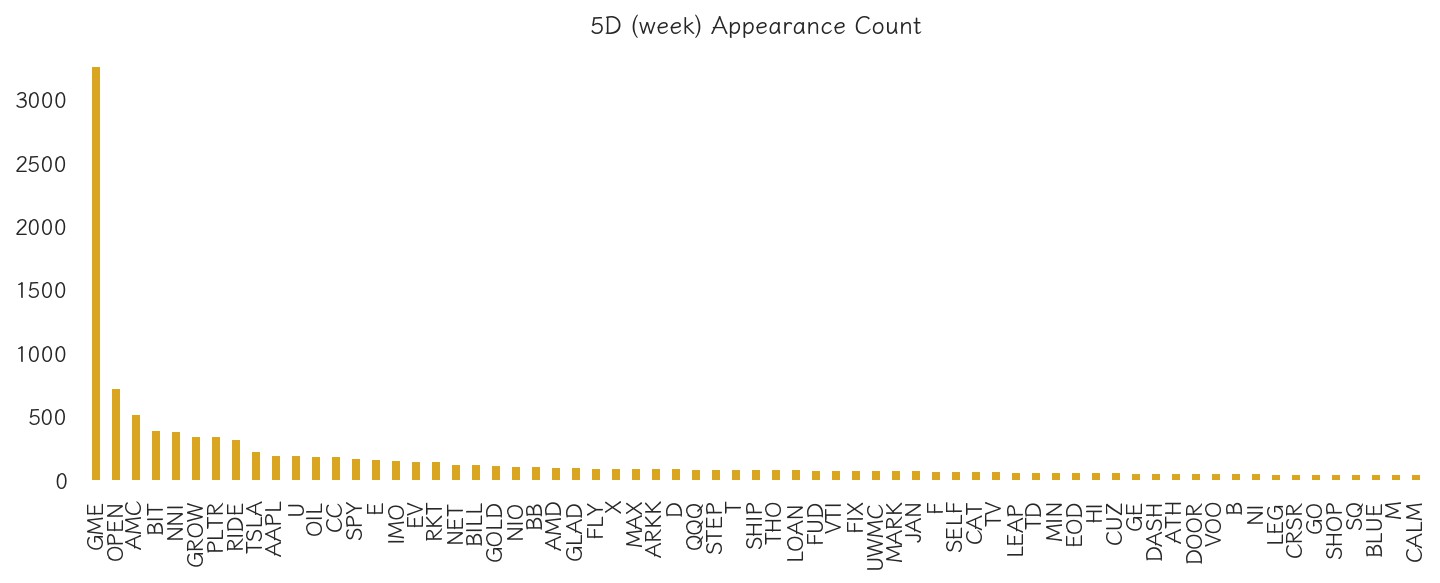 5D (week) Appearance Count
3000
2500
2000
1500
1000
500
0
GME
OPEN
AMC
BIT
NNI
GROW
PLTR
RIDE
TSLA
AAPL
U
OIL
CC
SPY
E
IMO
EV
RKT
NET
BILL
GOLD
NIO
BB
AMD
GLAD
FLY
X
MAX
ARKK
D
QQQ
STEP
T
SHIP
THO
LOAN
FUD
VTI
FIX
UWMC
MARK
JAN
F
SELF
CAT
TV
LEAP
TD
MIN
EOD
HI
CUZ
GE
DASH
ATH
DOOR
VOO
B
NI
LEG
CRSR
GO
SHOP
SQ
BLUE
M
CALM